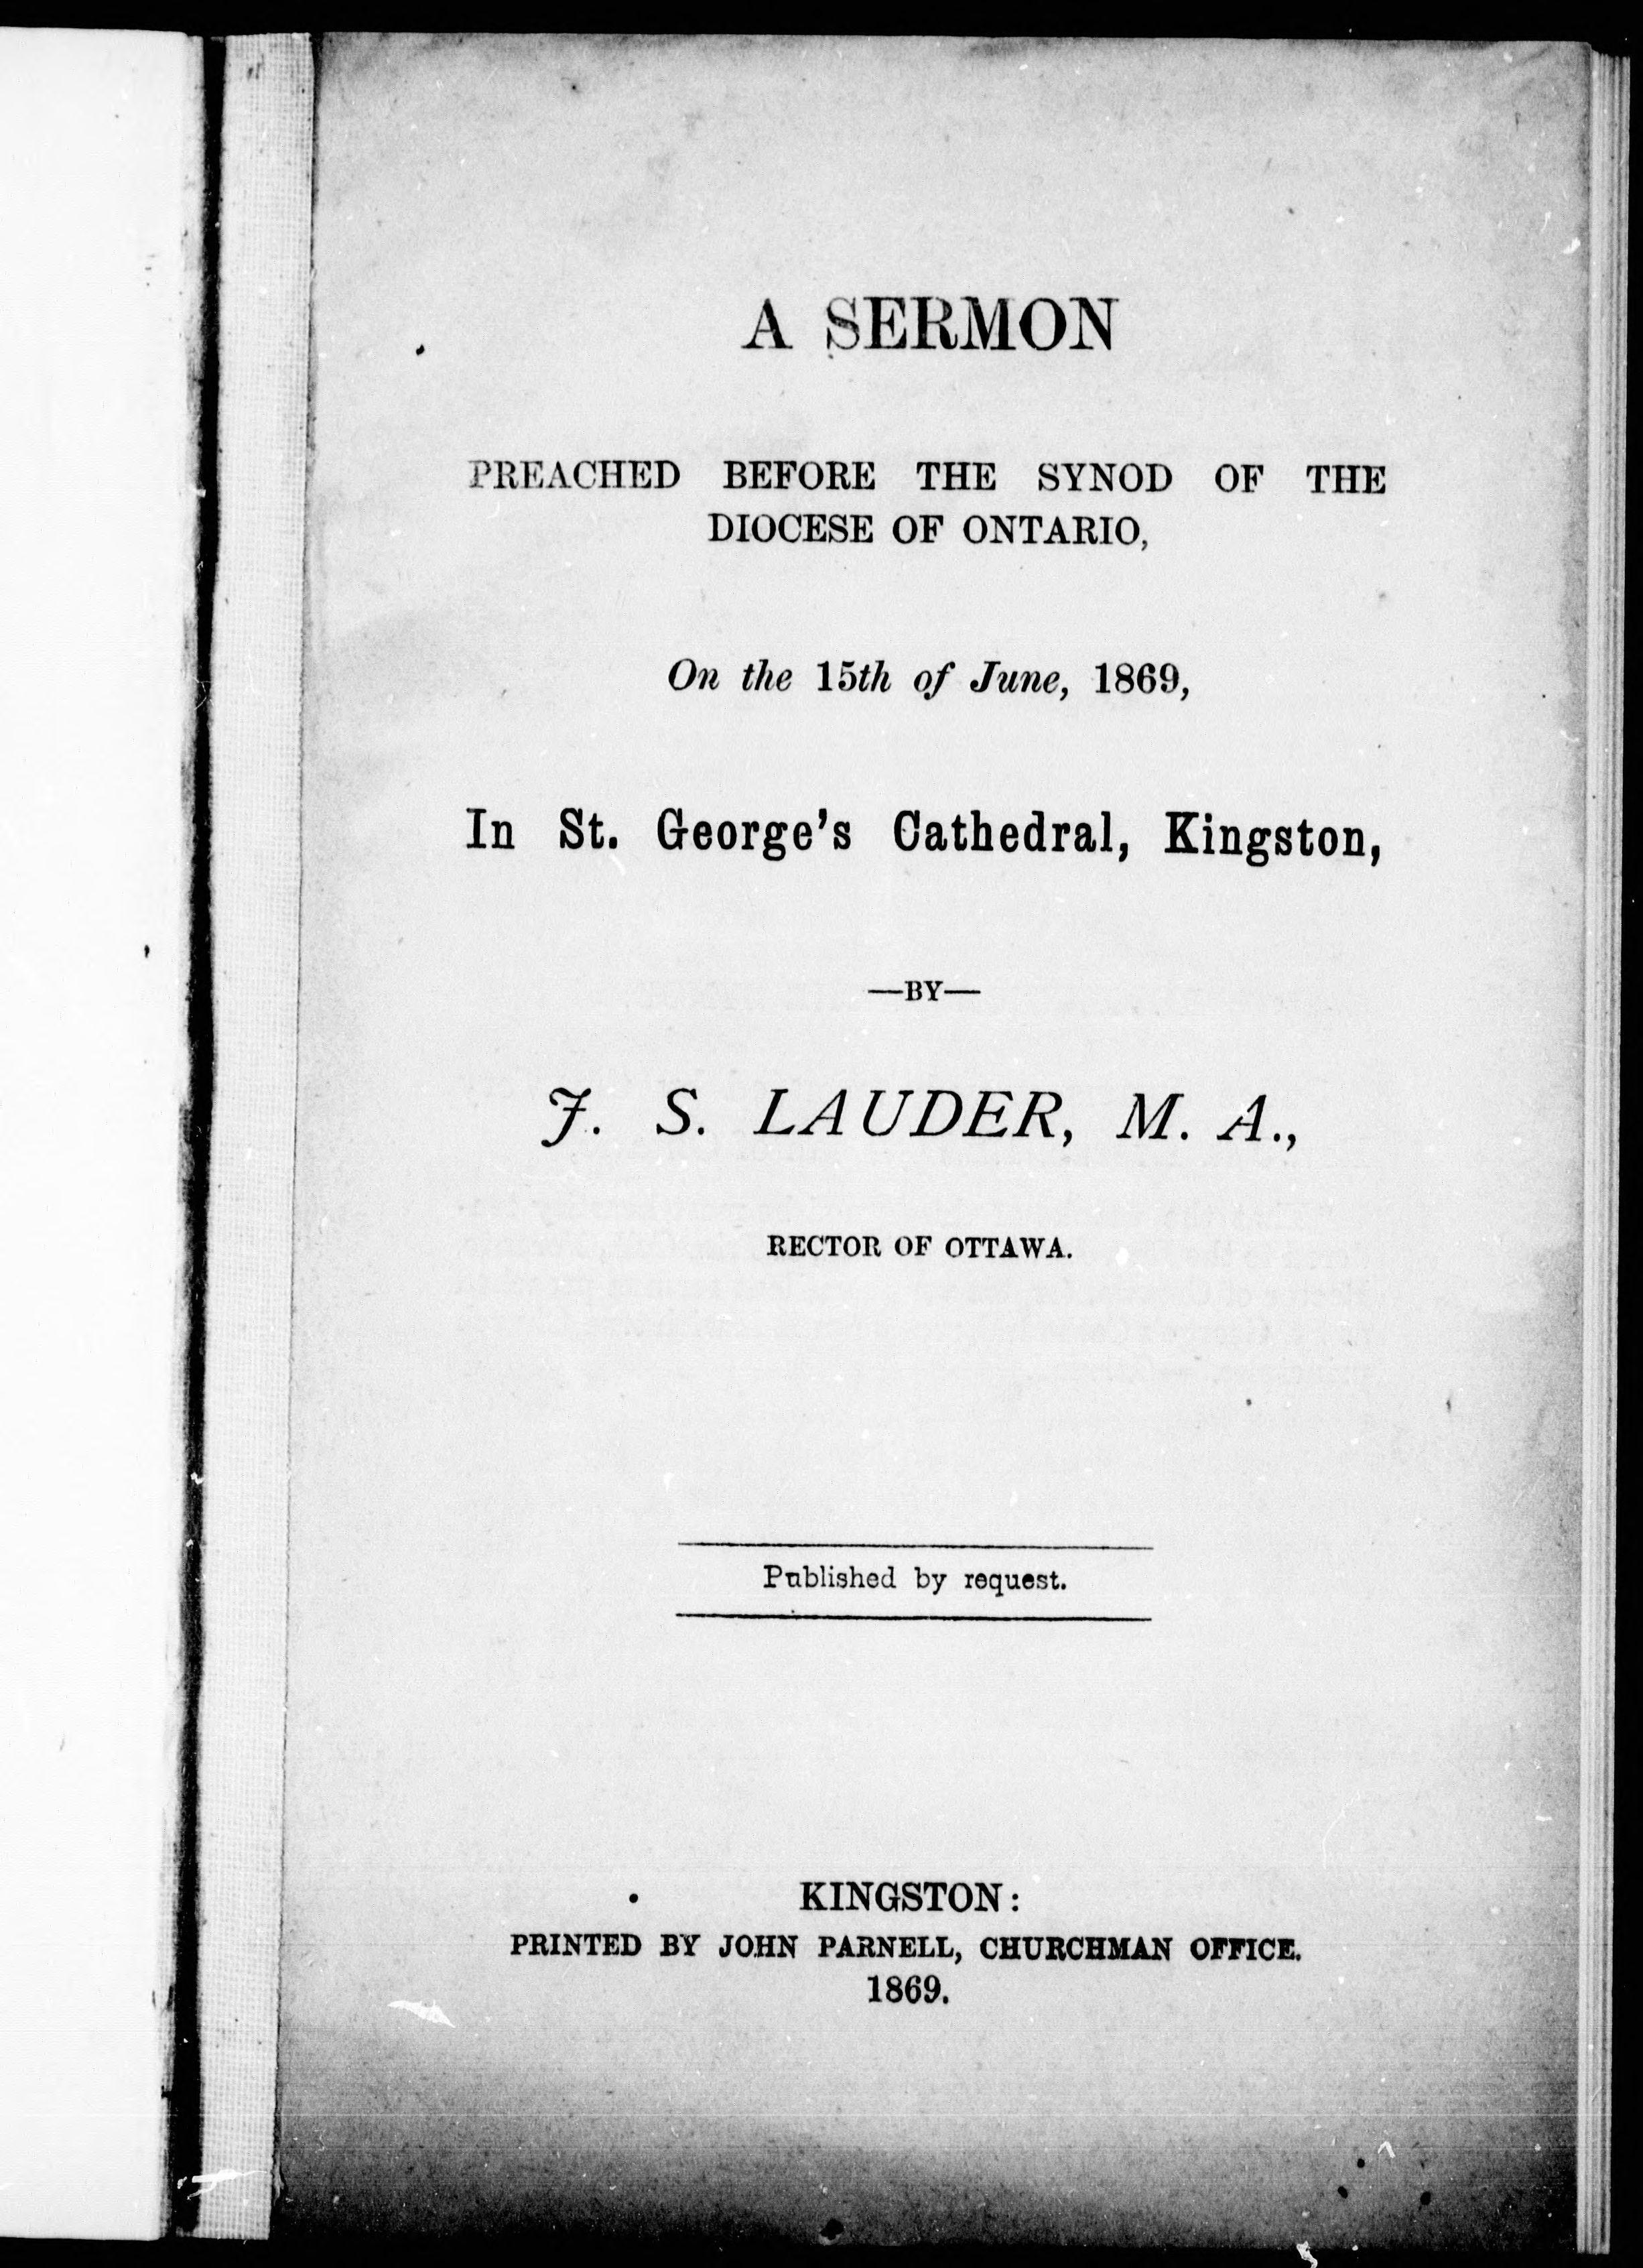 A SERMON
PREACHED BEFORE THE SYNOD OF THE
DIOCESE OF ONTARIO,
On the 15th of June, 1869,
In St. George's Cathedral, Kingston,
—BY—
J. S. LAUDER, M. A.,
RECTOR OF OTTAWA.
Published by request.
KINGSTON:
PRINTED BY JOHN PARNELL, CHURCHMAN OFFICE.
1869.